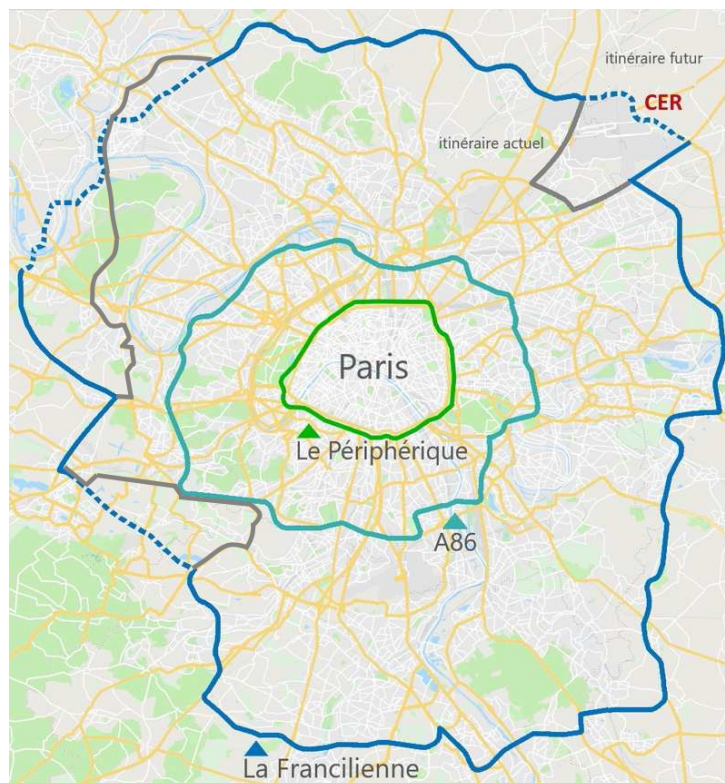 itinéraire futur
CER
itinéraire actuel
Paris
Le Périphérique
A86
La Francilienne